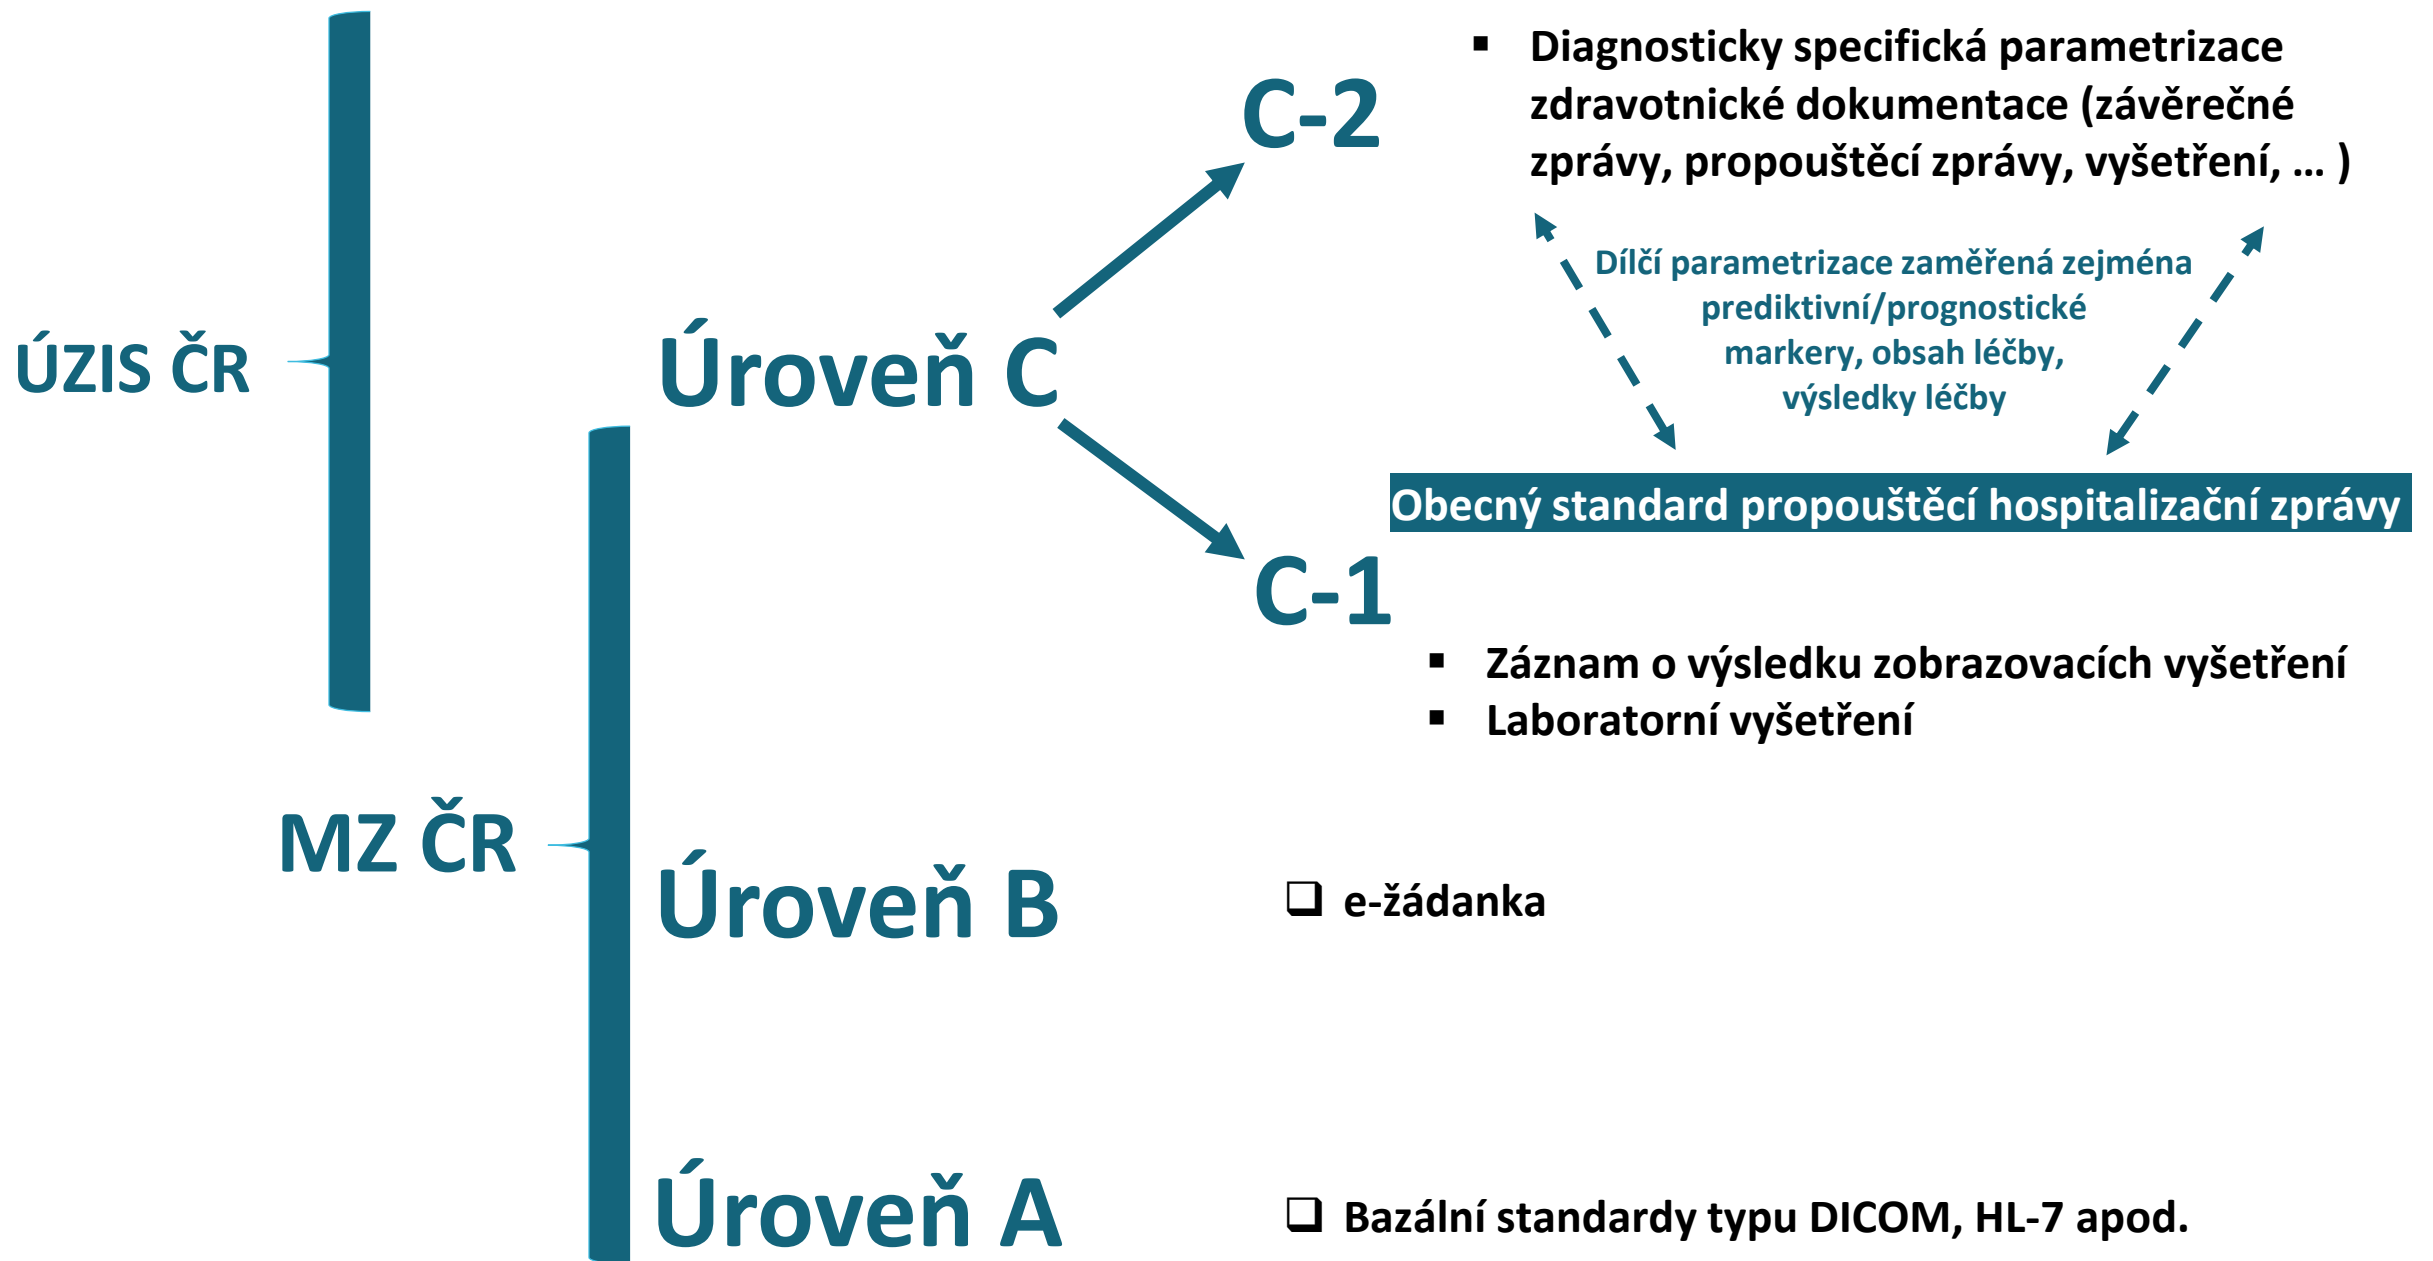 Diagnosticky specifická parametrizace
zdravotnické dokumentace (závěrečné
zprávy, propouštěcí zprávy, vyšetření, … )
C-2
Dílčí parametrizace zaměřená zejména
prediktivní/prognostické
markery, obsah léčby,
výsledky léčby
ÚZIS ČR
Úroveň C
Obecný standard propouštěcí hospitalizační zprávy
C-1
Záznam o výsledku zobrazovacích vyšetření
Laboratorní vyšetření
MZ ČR
Úroveň B
e-žádanka
Úroveň A
Bazální standardy typu DICOM, HL-7 apod.